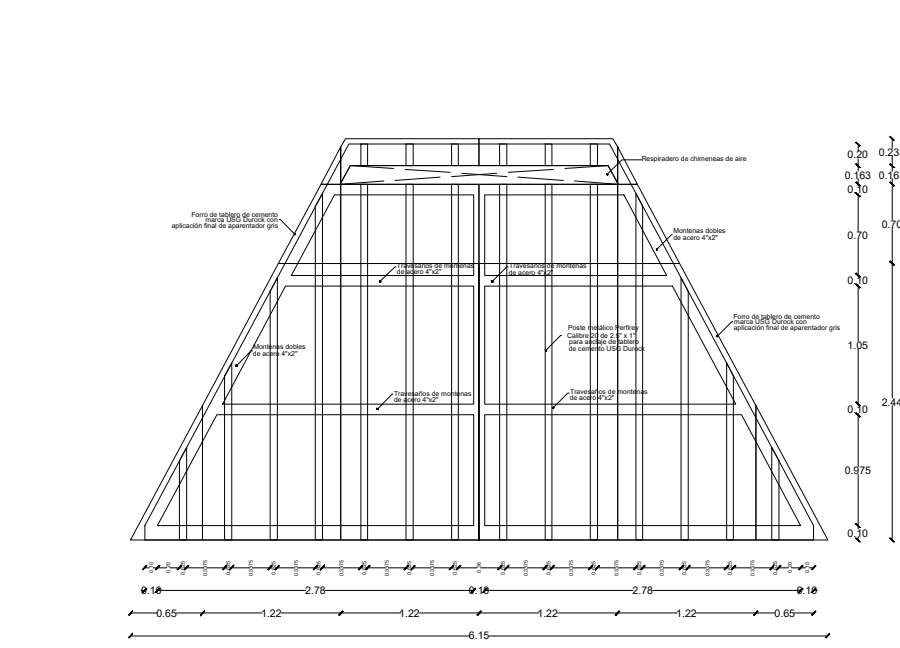 Respiradero de chimeneas de aire
Forro de tablero de cemento
marca USG Durock con
aplicación final de aparentador gris
Montenas dobles
de acero 4"x2"
Travesaños de montenas
de acero 4"x2"
Travesaños de montenas
de acero 4"x2"
Forro de tablero de cemento
marca USG Durock con
aplicación final de aparentador gris
Poste metálico Perfirey
Calibre 20 de 2.5" x 1"
para anclaje de tablero
de cemento USG Durock
Montenas dobles
de acero 4"x2"
Travesaños de montenas
de acero 4"x2"
Travesaños de montenas
de acero 4"x2"
0.20
0.23
0.163
0.16
0.10
0.70
0.70
0.10
1.05
0.10
2.44
0.975
0.10
0.10 2.78 0.10 2.78 0.10
0.65 1.22 1.22 1.22 1.22 0.65
6.15